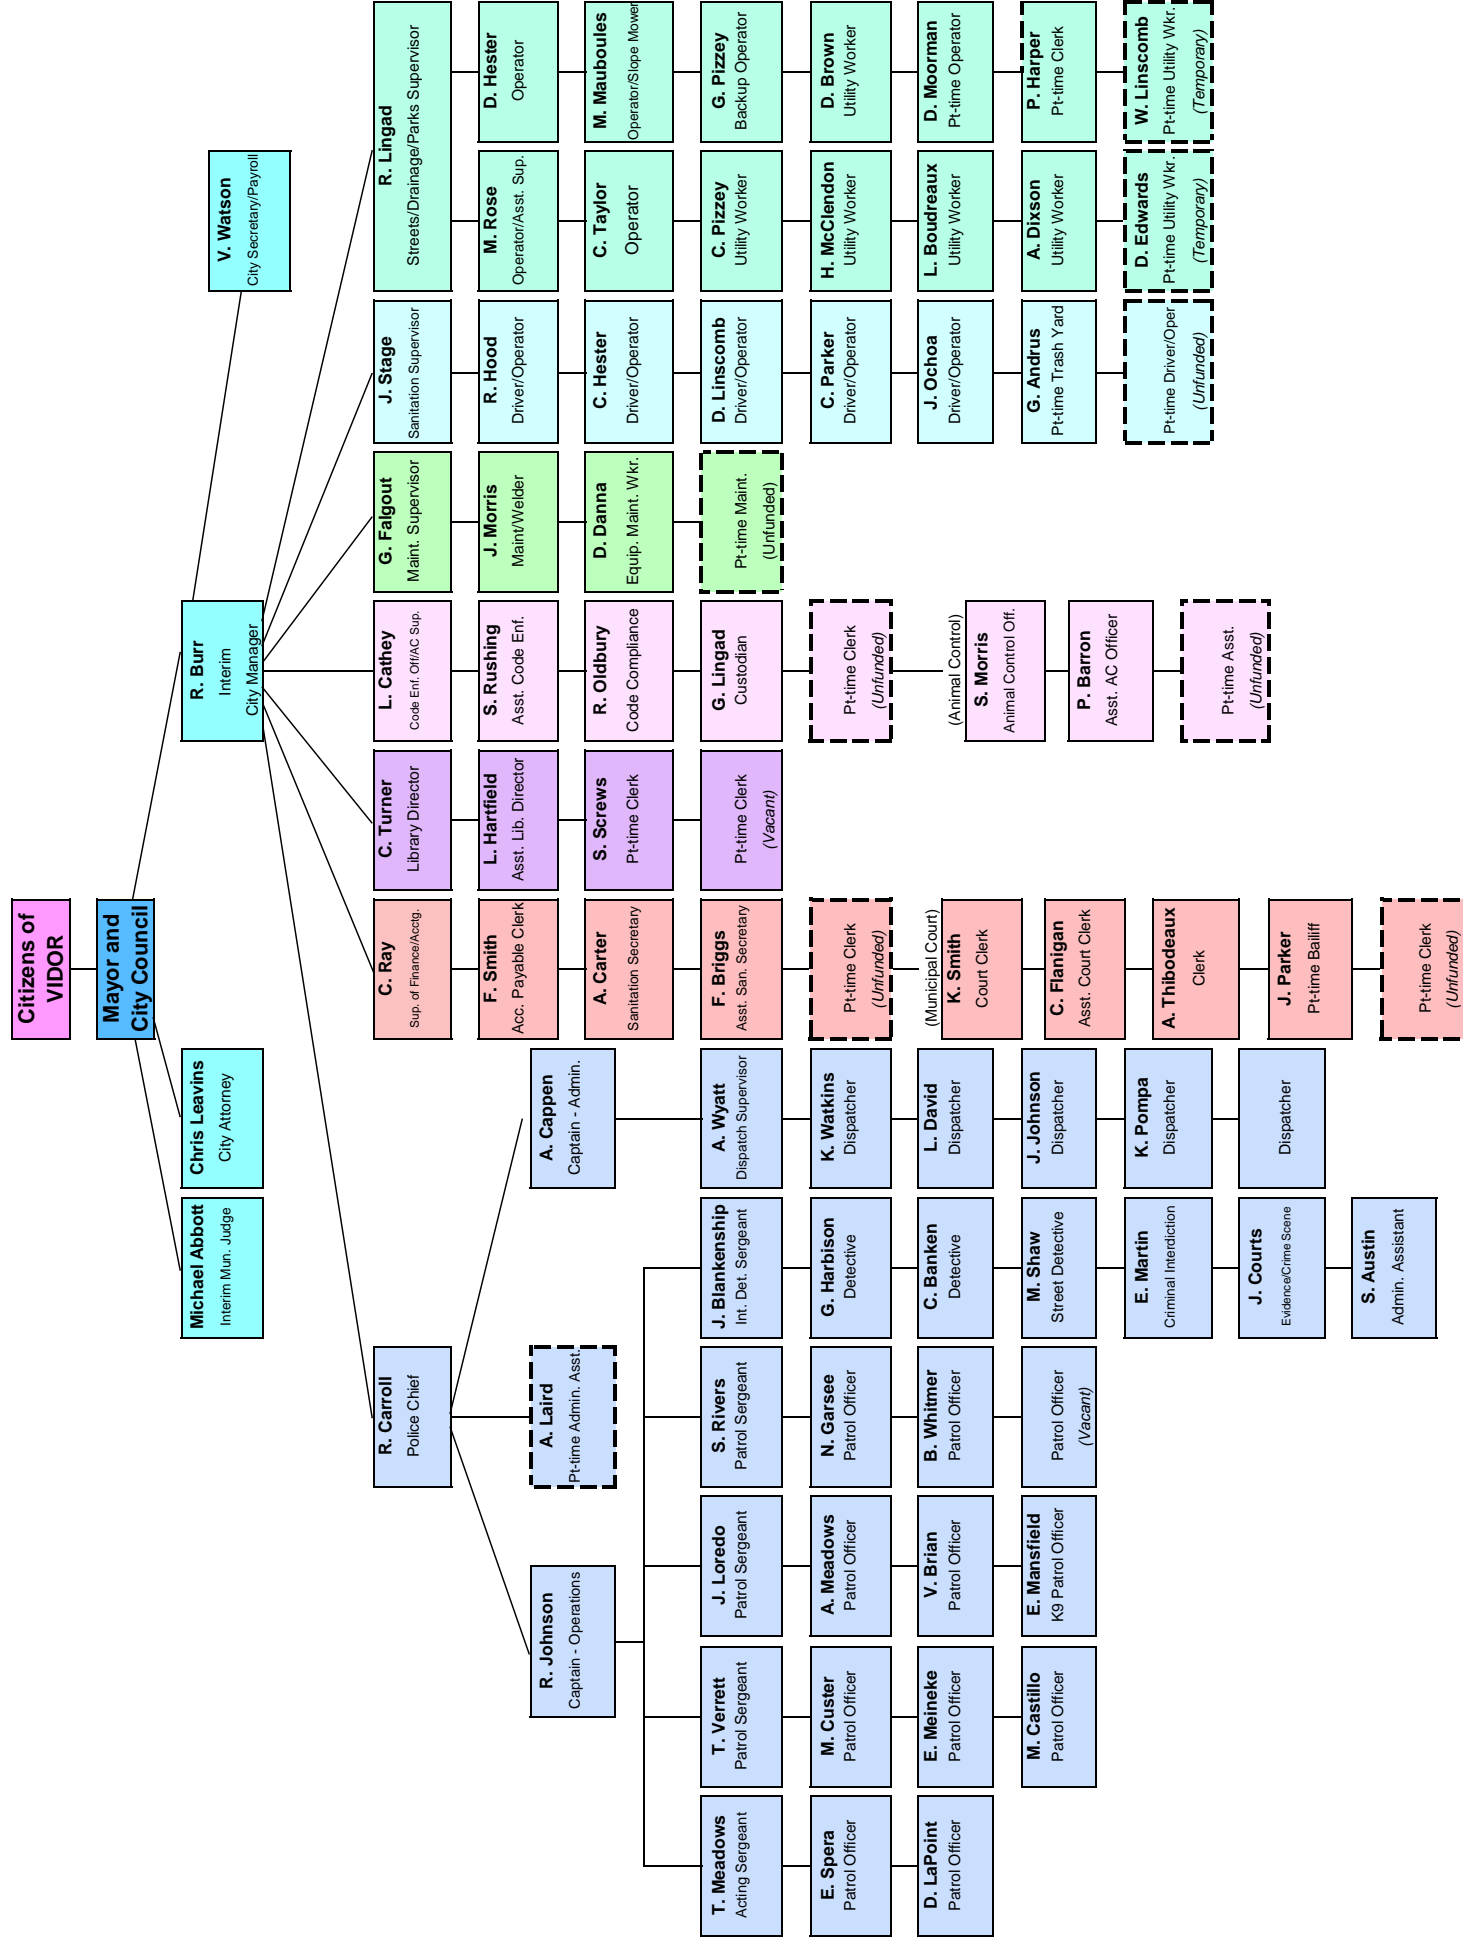 Citizens of
VIDOR
Mayor and
City Council
Michael Abbott
Interim Mun. Judge
Chris Leavins
City Attorney
R. Burr
Interim
City Manager
V. Watson
City Secretary/Payroll
R. Carroll
Police Chief
C. Ray
Sup. of Finance/Acctg.
C. Turner
Library Director
L. Cathey
Code Enf. Off/AC Sup.
G. Falgout
Maint. Supervisor
J. Stage
Sanitation Supervisor
R. Lingad
Streets/Drainage/Parks Supervisor
R. Johnson
Captain - Operations
A. Laird
Pt-time Admin. Asst.
A. Cappen
Captain - Admin.
T. Meadows
Acting Sergeant
E. Spera
Patrol Officer
D. LaPoint
Patrol Officer
T. Verrett
Patrol Sergeant
M. Custer
Patrol Officer
E. Meineke
Patrol Officer
M. Castillo
Patrol Officer
J. Loredo
Patrol Sergeant
A. Meadows
Patrol Officer
V. Brian
Patrol Officer
E. Mansfield
K9 Patrol Officer
S. Rivers
Patrol Sergeant
N. Garsee
Patrol Officer
B. Whitmer
Patrol Officer
Patrol Officer
(Vacant)
J. Blankenship
Int. Det. Sergeant
G. Harbison
Detective
C. Banken
Detective
M. Shaw
Street Detective
E. Martin
Criminal Interdiction
J. Courts
Evidence/Crime Scene
S. Austin
Admin. Assistant
A. Wyatt
Dispatch Supervisor
K. Watkins
Dispatcher
L. David
Dispatcher
J. Johnson
Dispatcher
K. Pompa
Dispatcher
Dispatcher
F. Smith
Acc. Payable Clerk
A. Carter
Sanitation Secretary
F. Briggs
Asst. San. Secretary
Pt-time Clerk
(Unfunded)
(Municipal Court)
K. Smith
Court Clerk
C. Flanigan
Asst. Court Clerk
A. Thibodeaux
Clerk
J. Parker
Pt-time Bailiff
Pt-time Clerk
(Unfunded)
L. Hartfield
Asst. Lib. Director
S. Screws
Pt-time Clerk
Pt-time Clerk
(Vacant)
S. Rushing
Asst. Code Enf.
R. Oldbury
Code Compliance
G. Lingad
Custodian
Pt-time Clerk
(Unfunded)
(Animal Control)
S. Morris
Animal Control Off.
P. Barron
Asst. AC Officer
Pt-time Asst.
(Unfunded)
J. Morris
Maint/Welder
D. Danna
Equip. Maint. Wkr.
Pt-time Maint.
(Unfunded)
R. Hood
Driver/Operator
C. Hester
Driver/Operator
D. Linscomb
Driver/Operator
C. Parker
Driver/Operator
J. Ochoa
Driver/Operator
G. Andrus
Pt-time Trash Yard
Pt-time Driver/Oper
(Unfunded)
M. Rose
Operator/Asst. Sup.
C. Taylor
Operator
C. Pizzey
Utility Worker
H. McClendon
Utility Worker
L. Boudreaux
Utility Worker
A. Dixson
Utility Worker
D. Edwards
Pt-time Utility Wkr.
(Temporary)
D. Hester
Operator
M. Mauboules
Operator/Slope Mower
G. Pizzey
Backup Operator
D. Brown
Utility Worker
D. Moorman
Pt-time Operator
P. Harper
Pt-time Clerk
W. Linscomb
Pt-time Utility Wkr.
(Temporary)